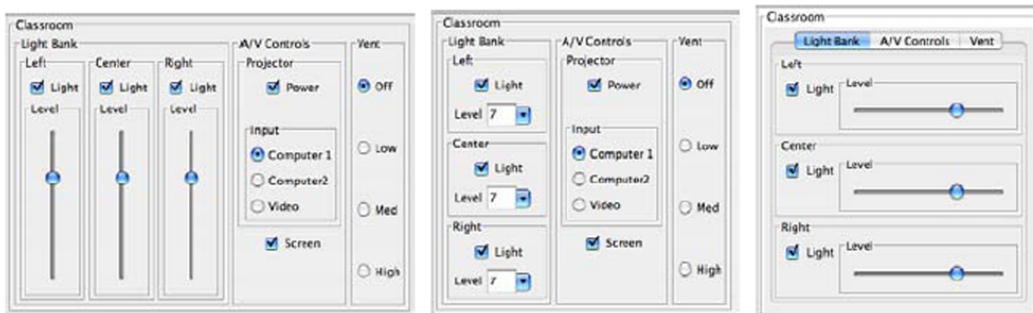 Classroom
Light Bank A/V Controls Vent
Left Center Right Projector
Light Light Light Power Off
Level Level Level
Input
Computer 1 Low
Computer2
Video Med
Screen
High
Classroom
Light Bank A/V Controls Vent
Left Projector
Light Power Off
Level 7
Input
Center Computer 1 Low
Light Computer2
Level 7 Video Med
Right Screen
Light
Level 7 High
Classroom
Light Bank A/V Controls Vent
Left
Light Level
Center
Light Level
Right
Light Level